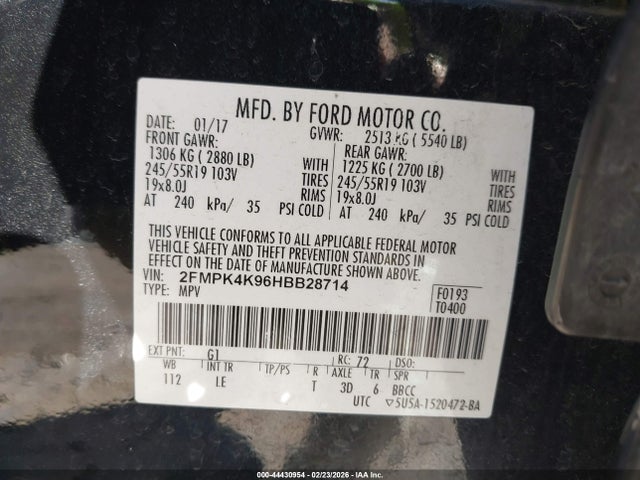 MFD. BY FORD MOTOR CO.
DATE: 01/17 GVWR: 2513 KG ( 5540 LB)
FRONT GAWR: REAR GAWR:
1306 KG ( 2880 LB) WITH 1225 KG ( 2700 LB) WITH
245/55R19 103V TIRES 245/55R19 103V TIRES
19x8.0J RIMS 19x8.0J RIMS
AT 240 kPa/ 35 PSI COLD AT 240 kPa/ 35 PSI COLD
THIS VEHICLE CONFORMS TO ALL APPLICABLE FEDERAL MOTOR
VEHICLE SAFETY AND THEFT PREVENTION STANDARDS IN
EFFECT ON THE DATE OF MANUFACTURE SHOWN ABOVE.
VIN: 2FMPK4K96HBB28714
TYPE: MPV
F0193
T0400
EXT PNT: G1 RC: 72 DSO:
WB INT TR TP/PS R AXLE TR SPR
112 LE T 3D 6 BBCC
UTC ▽5U5A-1520472-BA
000-44430954 - 02/23/2026 - IAA Inc.